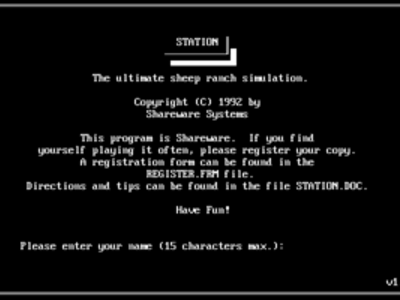 STATION
The ultimate sheep ranch simulation.
Copyright (C) 1992 by
Shareware Systems
This program is Shareware. If you find
yourself playing it often, please register your copy.
A registration form can be found in the
REGISTER.FRM file.
Directions and tips can be found in the file STATION.DOC.
Have Fun!
Please enter your name (15 characters max.):
v1